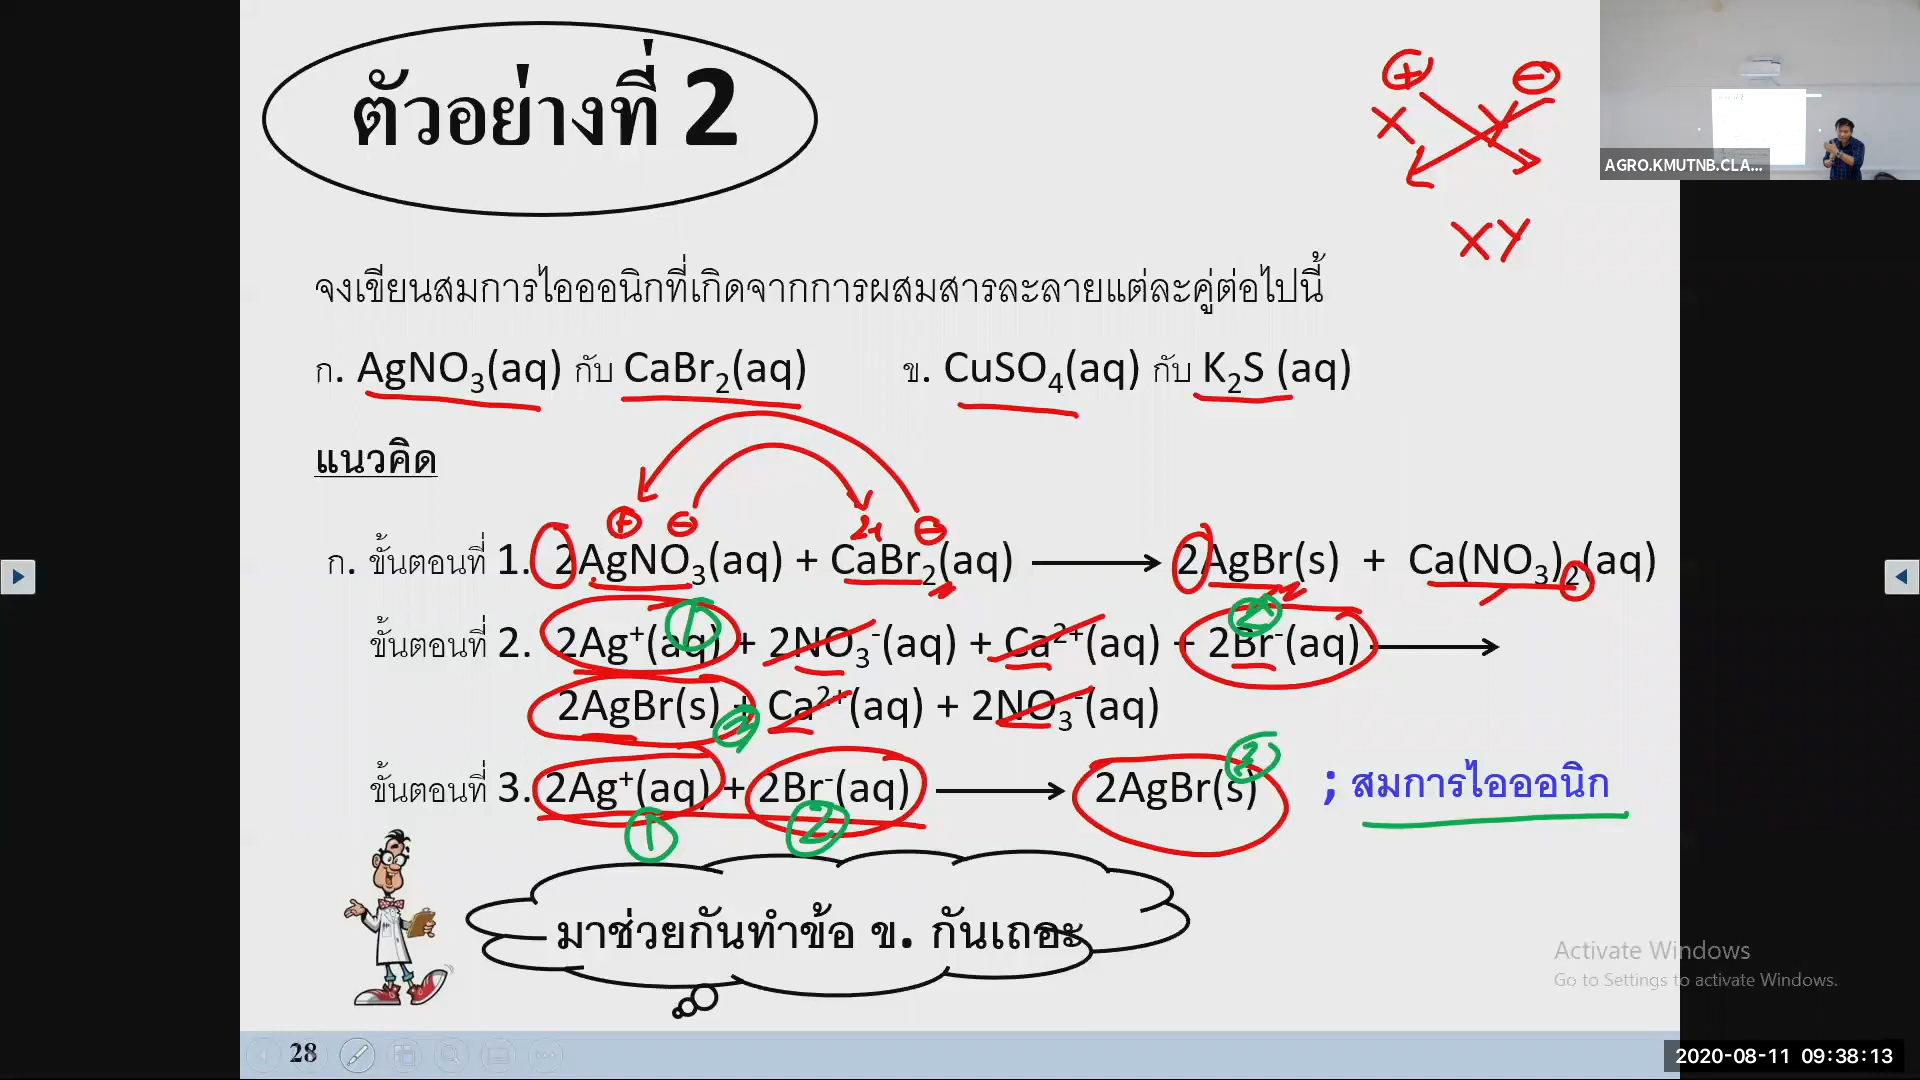 ตัวอย่างที่ 2
+ -
X Y
XY
AGRO.KMUTNB.CLA...
จงเขียนสมการไอออนิกที่เกิดจากการผสมสารละลายแต่ละคู่ต่อไปนี้
ก. AgNO₃(aq) กับ CaBr₂(aq) ข. CuSO₄(aq) กับ K₂S (aq)
แนวคิด
+ - 2+ -
ก. ขั้นตอนที่ 1. 2AgNO₃(aq) + CaBr₂(aq) ⟶ 2AgBr(s) + Ca(NO₃)₂(aq)
ขั้นตอนที่ 2. 2Ag⁺(aq) + 2NO₃⁻(aq) + Ca²⁺(aq) + 2Br⁻(aq) ⟶
2AgBr(s) + Ca²⁺(aq) + 2NO₃⁻(aq)
ขั้นตอนที่ 3. 2Ag⁺(aq) + 2Br⁻(aq) ⟶ 2AgBr(s) ; สมการไอออนิก
1 2
มาช่วยกันทำข้อ ข. กันเถอะ
Activate Windows
Go to Settings to activate Windows.
28
2020-08-11 09:38:13